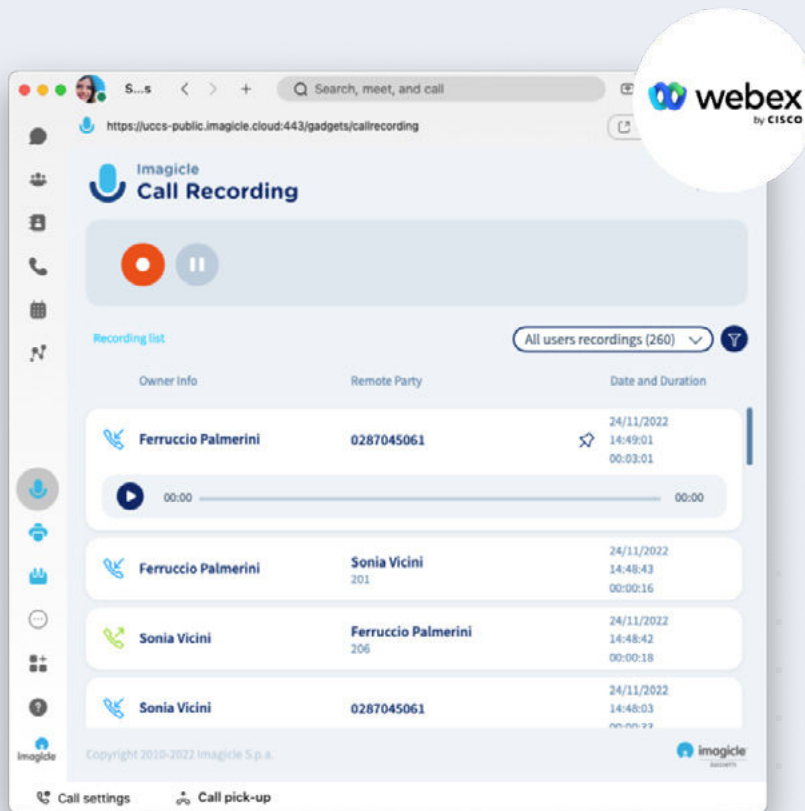 webex
by CISCO
S...s
Search, meet, and call
https://uccs-public.imagicle.cloud:443/gadgets/callrecording
Imagicle
Call Recording
Recording list
All users recordings (260)
Owner Info Remote Party Date and Duration
24/11/2022
Ferruccio Palmerini 0287045061 14:49:01
00:03:01
00:00 00:00
24/11/2022
Ferruccio Palmerini Sonia Vicini 14:48:43
201 00:00:16
24/11/2022
Sonia Vicini Ferruccio Palmerini 14:48:42
206 00:00:18
24/11/2022
Sonia Vicini 0287045061 14:48:03
imagicle
Copyright 2010-2022 Imagicle S.p.a.
imagicle
Call settings Call pick-up